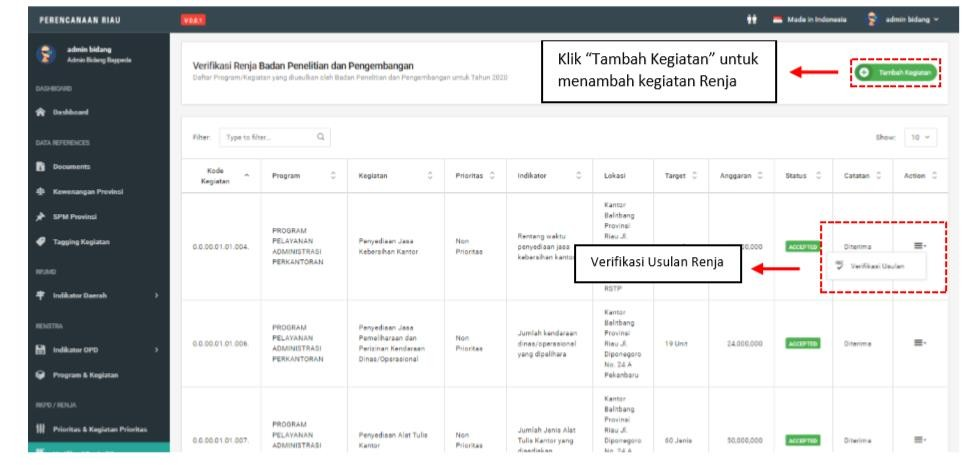 PERENCANAAN RIAU
V 0.0.1
Made in Indonesia
admin bidang
admin bidang
Admin Bidang Bappeda
DASHBOARD
Dashboard
DATA REFERENCES
Documents
Kewenangan Provinsi
SPM Provinsi
Tagging Kegiatan
RPJMD
Indikator Daerah
RENSTRA
Indikator OPD
Program & Kegiatan
RKPD / RENJA
Prioritas & Kegiatan Prioritas
Verifikasi Renja Badan Penelitian dan Pengembangan
Daftar Program/Kegiatan yang diusulkan oleh Badan Penelitian dan Pengembangan untuk Tahun 2020
Klik “Tambah Kegiatan” untuk
menambah kegiatan Renja
Tambah Kegiatan
Filter: Type to filter...
Show: 10
Kode Kegiatan
Program
Kegiatan
Prioritas
Indikator
Lokasi
Target
Anggaran
Status
Catatan
Action
0.0.00.01.01.004.
PROGRAM
PELAYANAN
ADMINISTRASI
PERKANTORAN
Penyediaan Jasa
Kebersihan Kantor
Non
Prioritas
Rentang waktu
penyediaan jasa
kebersihan kantor
Kantor
Balitbang
Provinsi
Riau Jl.
RSTP
00,000
ACCEPTED
Diterima
Verifikasi Usulan
Verifikasi Usulan Renja
0.0.00.01.01.006.
PROGRAM
PELAYANAN
ADMINISTRASI
PERKANTORAN
Penyediaan Jasa
Pemeliharaan dan
Perizinan Kendaraan
Dinas/Operasional
Non
Prioritas
Jumlah kendaraan
dinas/operasional
yang dipelihara
Kantor
Balitbang
Provinsi
Riau Jl.
Diponegoro
No. 24 A
Pekanbaru
19 Unit
24,000,000
ACCEPTED
Diterima
0.0.00.01.01.007.
PROGRAM
PELAYANAN
ADMINISTRASI
Penyediaan Alat Tulis
Kantor
Non
Prioritas
Jumlah Jenis Alat
Tulis Kantor yang
disediakan
Kantor
Balitbang
Provinsi
Riau Jl.
Diponegoro
No. 24 A
60 Jenis
50,000,000
ACCEPTED
Diterima